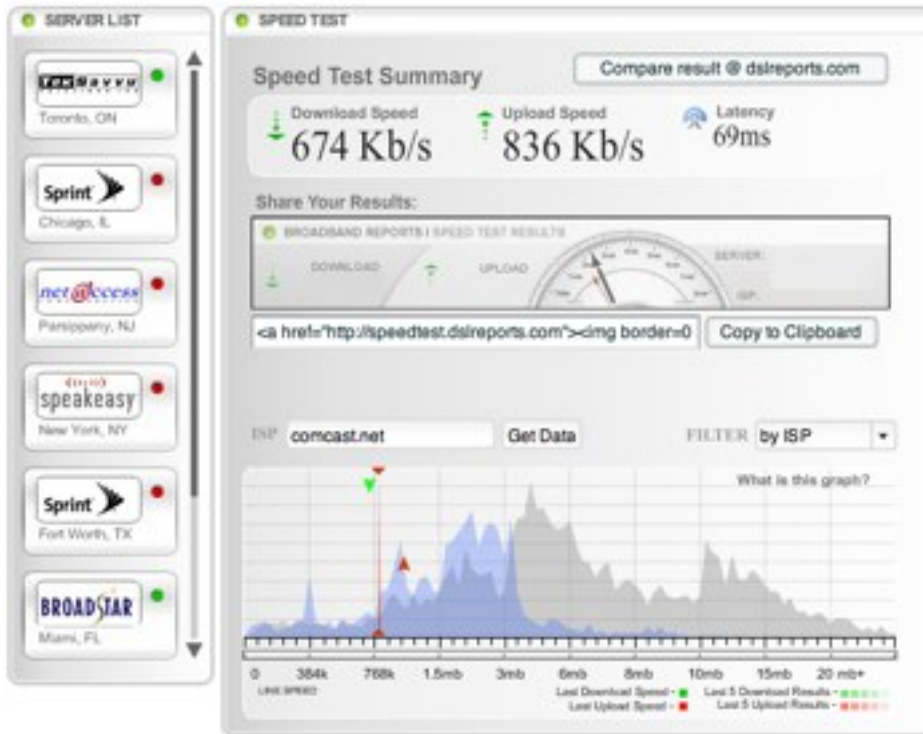 SERVER LIST
Toronto, ON
Sprint
Chicago, IL
net@ccess
Parsippany, NJ
speakeasy
New York, NY
Sprint
Fort Worth, TX
BROADSTAR
Miami, FL
SPEED TEST
Speed Test Summary
Compare result @ dslreports.com
Download Speed
674 Kb/s
Upload Speed
836 Kb/s
Latency
69ms
Share Your Results:
BROADBAND REPORTS | SPEED TEST RESULTS
DOWNLOAD
UPLOAD
SERVER:
ISP:
<a href="http://speedtest.dslreports.com"><img border=0
Copy to Clipboard
ISP comcast.net Get Data FILTER by ISP
What is this graph?
0 384k 768k 1.5mb 3mb 6mb 8mb 10mb 15mb 20 mb+
LINE SPEED
Last Download Speed - Last 5 Download Results -
Last Upload Speed - Last 5 Upload Results -